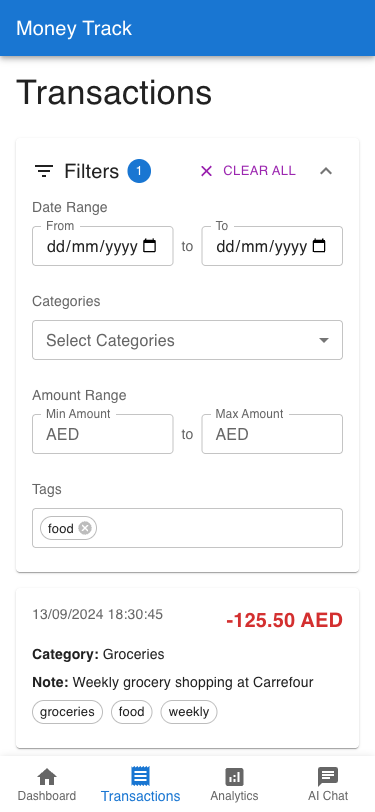 Money Track
Transactions
Filters 1 CLEAR ALL
Date Range
From To
dd/mm/yyyy to dd/mm/yyyy
Categories
Select Categories
Amount Range
Min Amount Max Amount
AED to AED
Tags
food
13/09/2024 18:30:45 -125.50 AED
Category: Groceries
Note: Weekly grocery shopping at Carrefour
groceries food weekly
Dashboard Transactions Analytics AI Chat